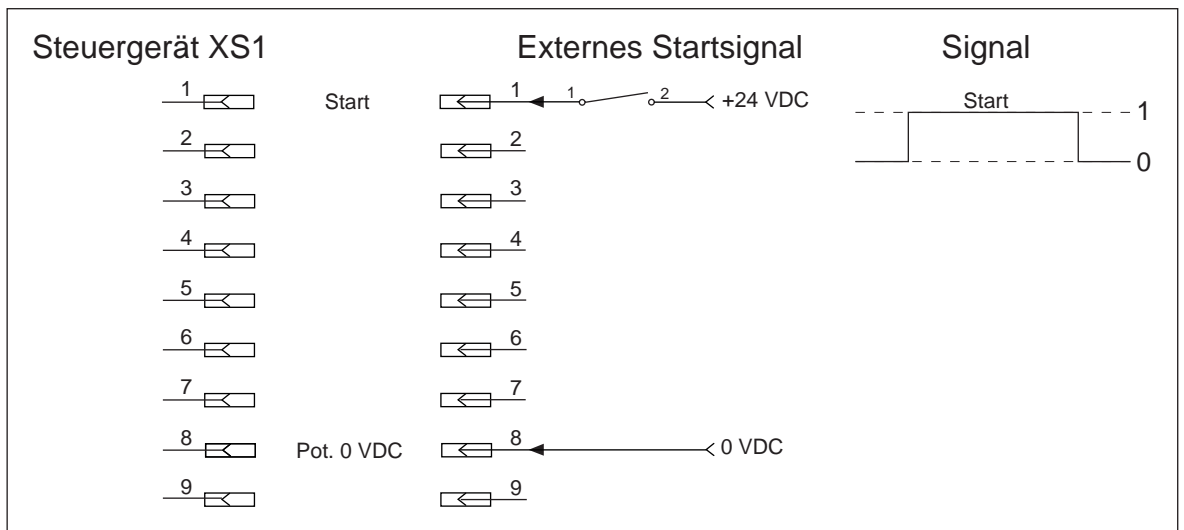 Steuergerät XS1 Externes Startsignal Signal
1 Start 1 1 2 +24 VDC Start 1
2 2 0
3 3
4 4
5 5
6 6
7 7
8 Pot. 0 VDC 8 0 VDC
9 9